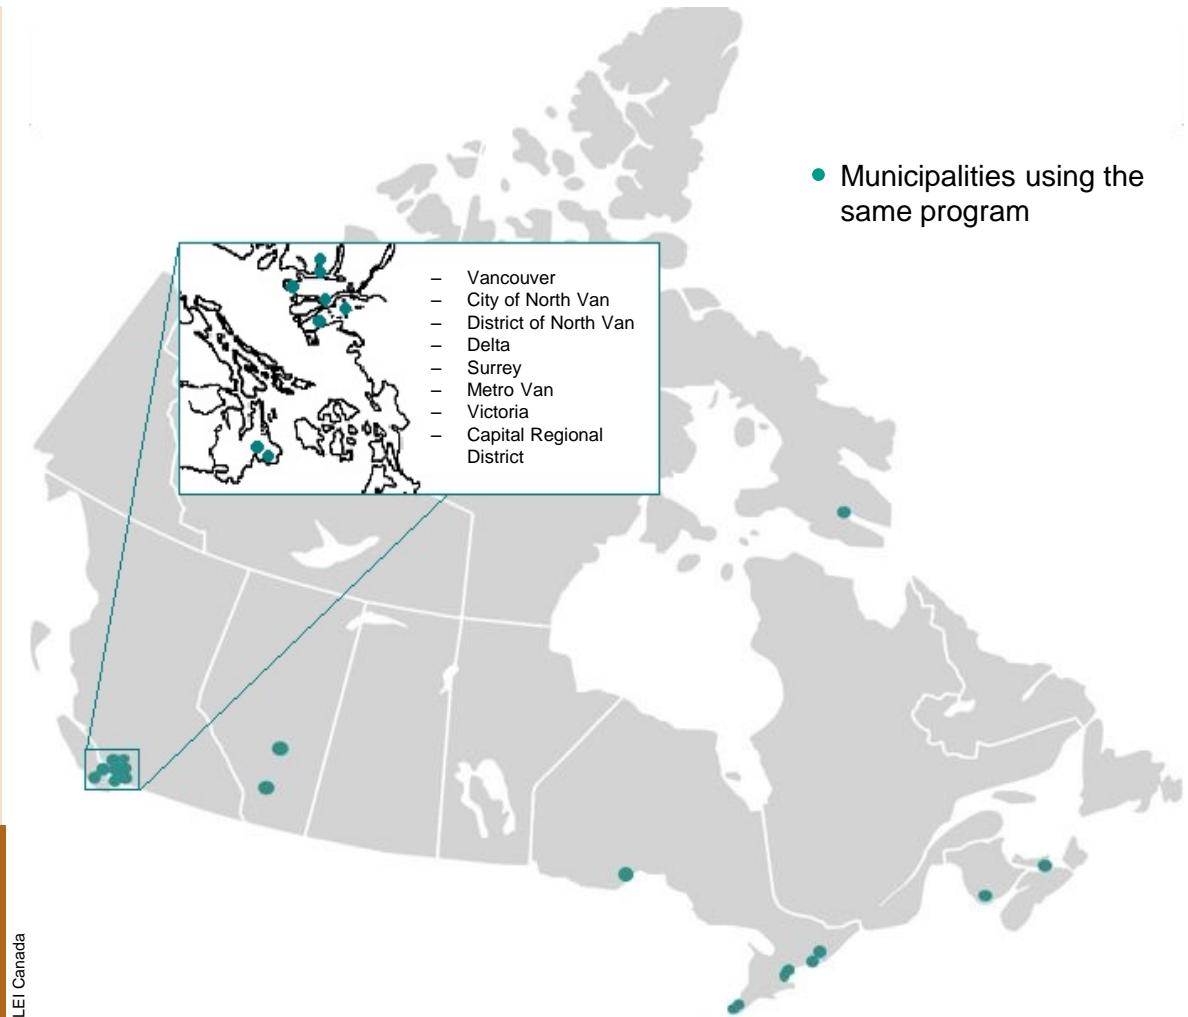 Municipalities using the
same program
– Vancouver
– City of North Van
– District of North Van
– Delta
– Surrey
– Metro Van
– Victoria
– Capital Regional
District
LEI Canada